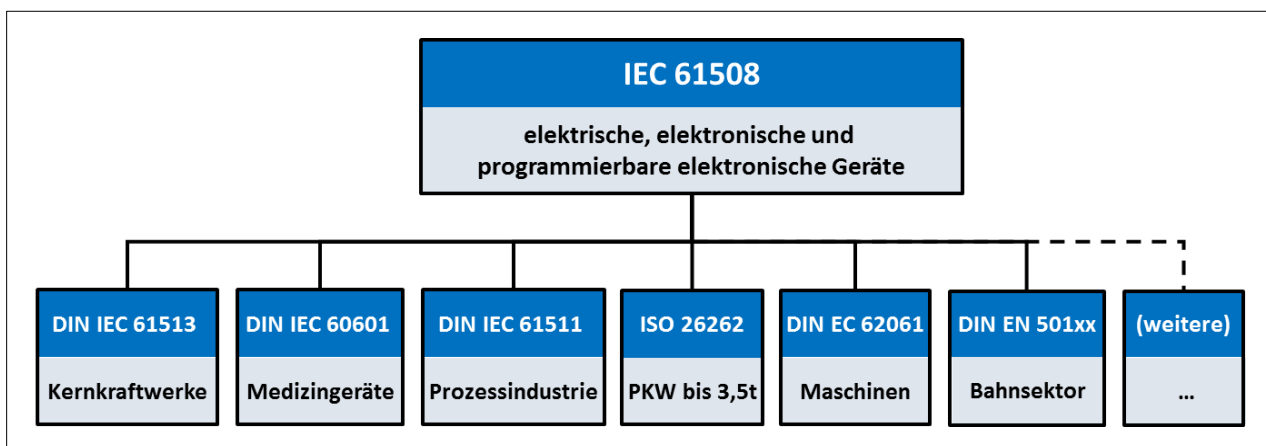 IEC 61508
elektrische, elektronische und
programmierbare elektronische Geräte
DIN IEC 61513
Kernkraftwerke
DIN IEC 60601
Medizingeräte
DIN IEC 61511
Prozessindustrie
ISO 26262
PKW bis 3,5t
DIN EC 62061
Maschinen
DIN EN 501xx
Bahnsektor
(weitere)
...